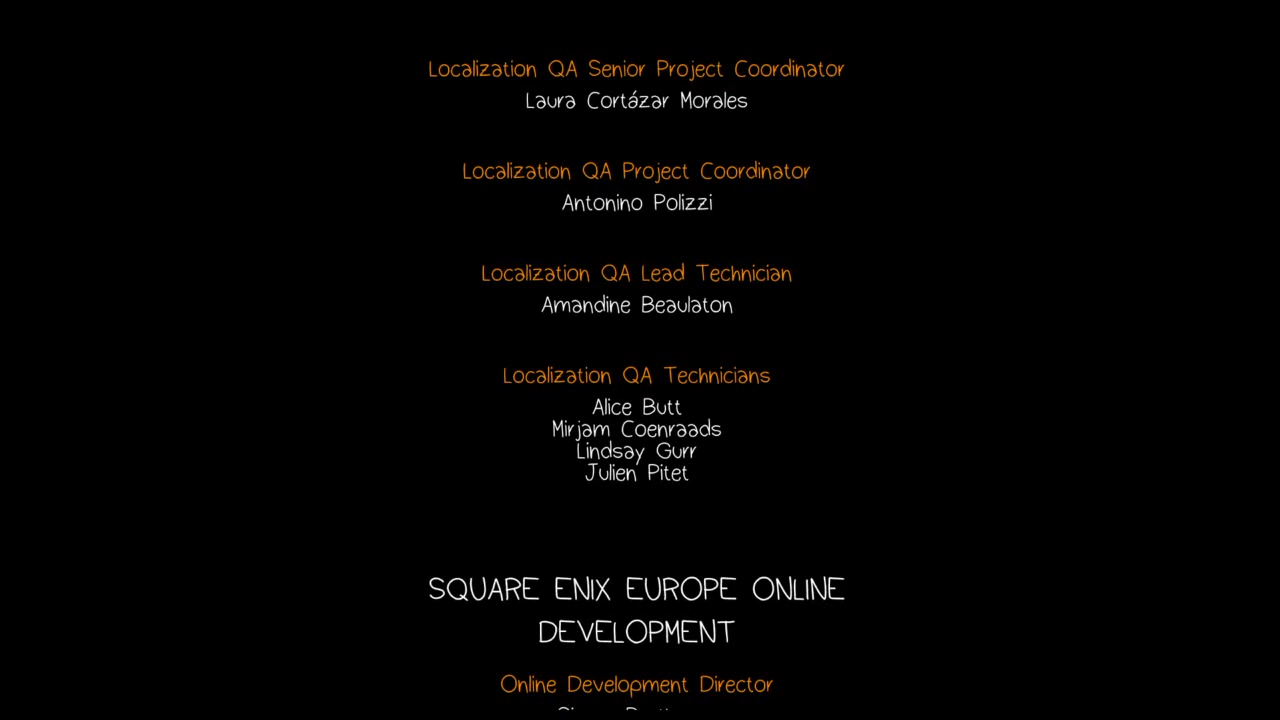 Localization QA Senior Project Coordinator
Laura Cortázar Morales
Localization QA Project Coordinator
Antonino Polizzi
Localization QA Lead Technician
Amandine Beaulaton
Localization QA Technicians
Alice Butt
Mirjam Coenraads
Lindsay Gurr
Julien Pitet
SQUARE ENIX EUROPE ONLINE
DEVELOPMENT
Online Development Director